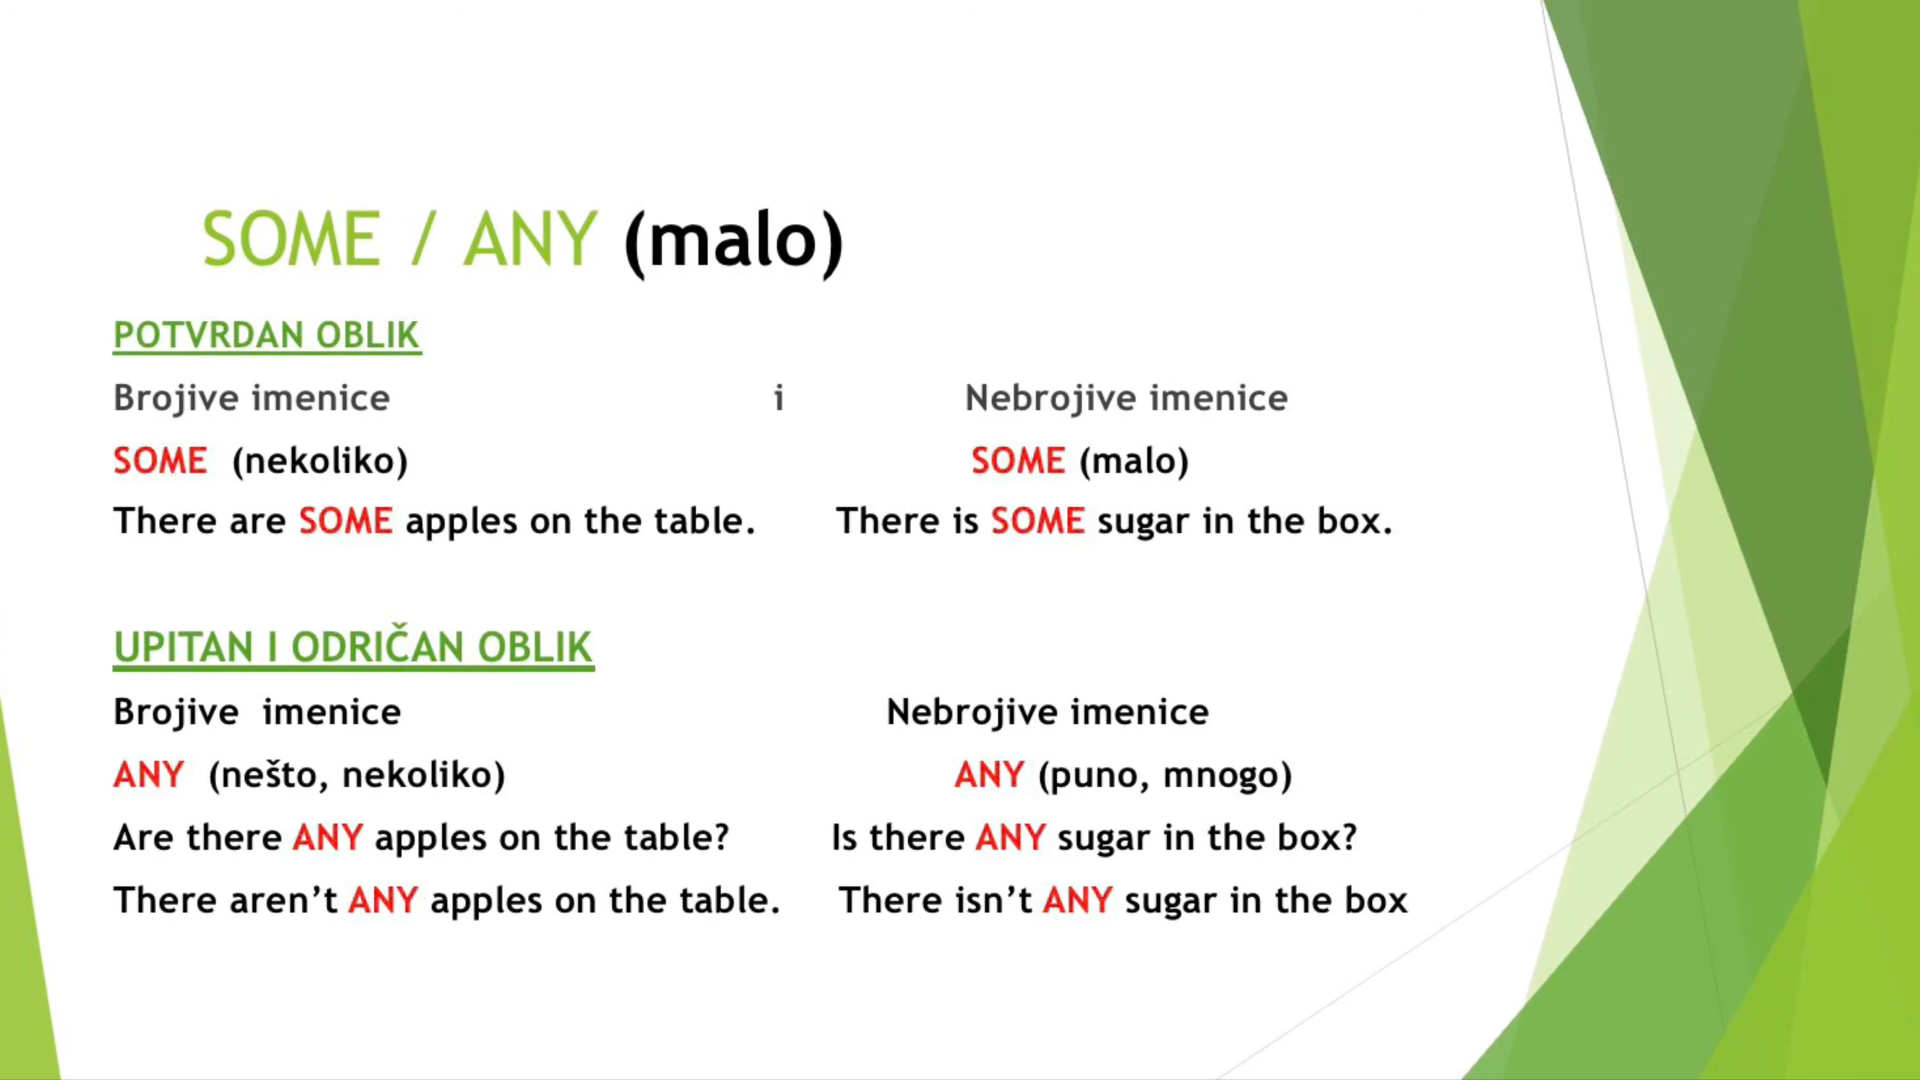 SOME / ANY (malo)
POTVRDAN OBLIK
Brojive imenice i Nebrojive imenice
SOME (nekoliko) SOME (malo)
There are SOME apples on the table. There is SOME sugar in the box.
UPITAN I ODRIČAN OBLIK
Brojive imenice Nebrojive imenice
ANY (nešto, nekoliko) ANY (puno, mnogo)
Are there ANY apples on the table? Is there ANY sugar in the box?
There aren’t ANY apples on the table. There isn’t ANY sugar in the box